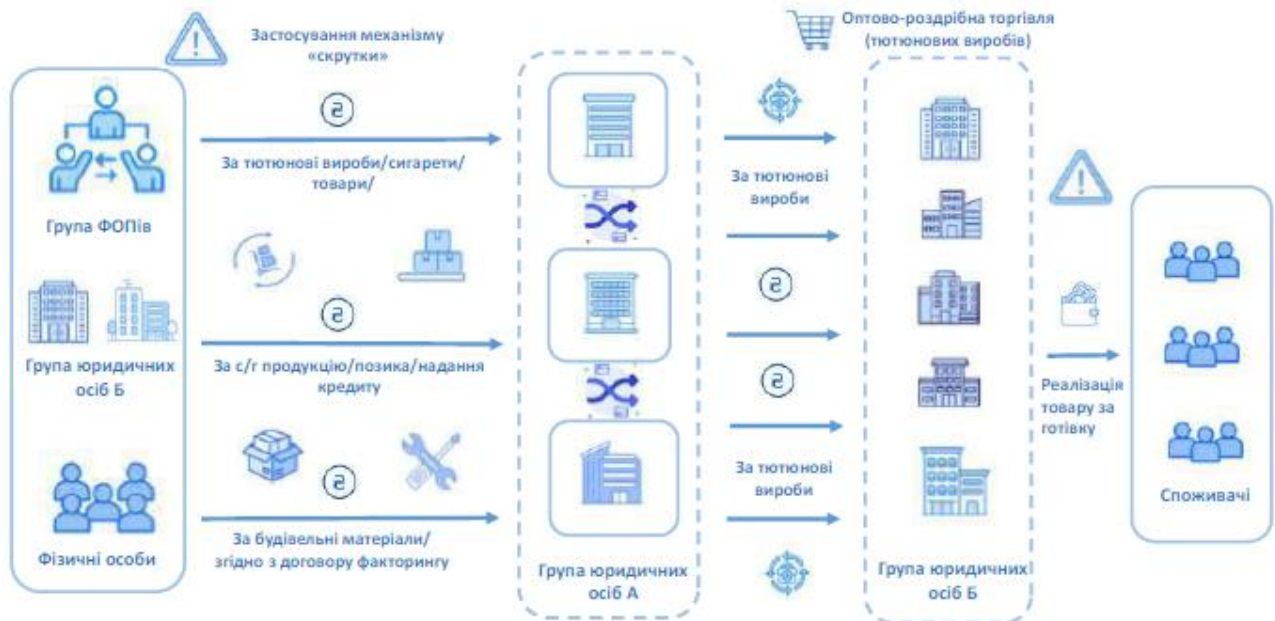 Застосування механізму
«скрутки»
Оптово-роздрібна торгівля
(тютюнових виробів)
₴
За тютюнові вироби/сигарети/
товари/
Група ФОПів
За тютюнові
вироби
₴
₴
Група юридичних
осіб Б
За с/г продукцію/позика/надання
кредиту
₴
Реалізація
товару за
готівку
₴
За тютюнові
вироби
Споживачі
За будівельні матеріали/
згідно з договору факторингу
Фізичні особи
Група юридичних
осіб А
Група юридичних
осіб Б